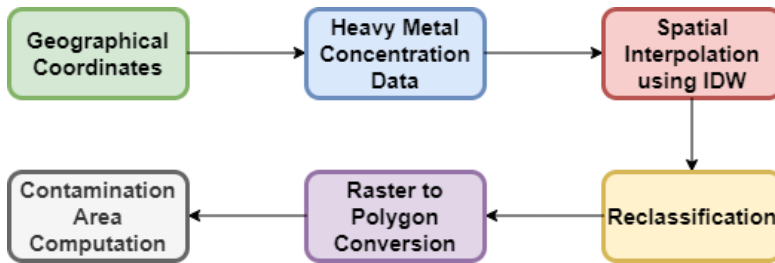 Geographical
Coordinates
Heavy Metal
Concentration
Data
Spatial
Interpolation
using IDW
Reclassification
Raster to
Polygon
Conversion
Contamination
Area
Computation